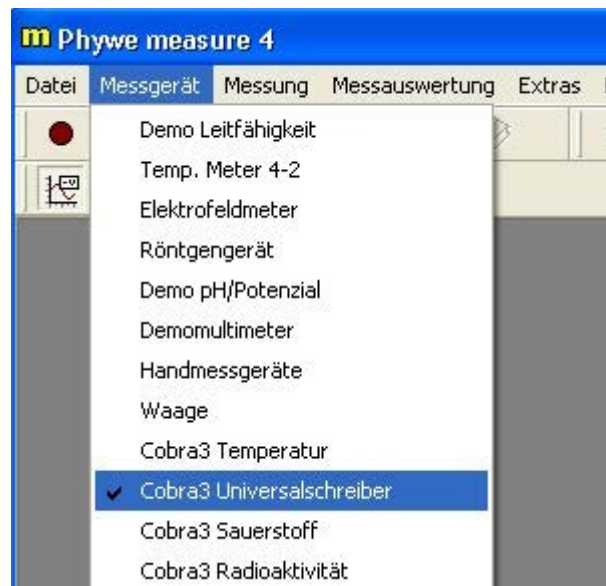 m Phywe measure 4
Datei Messgerät Messung Messauswertung Extras
Demo Leitfähigkeit
Temp. Meter 4-2
Elektrofeldmeter
Röntgengerät
Demo pH/Potenzial
Demomultimeter
Handmessgeräte
Waage
Cobra3 Temperatur
Cobra3 Universalschreiber
Cobra3 Sauerstoff
Cobra3 Radioaktivität